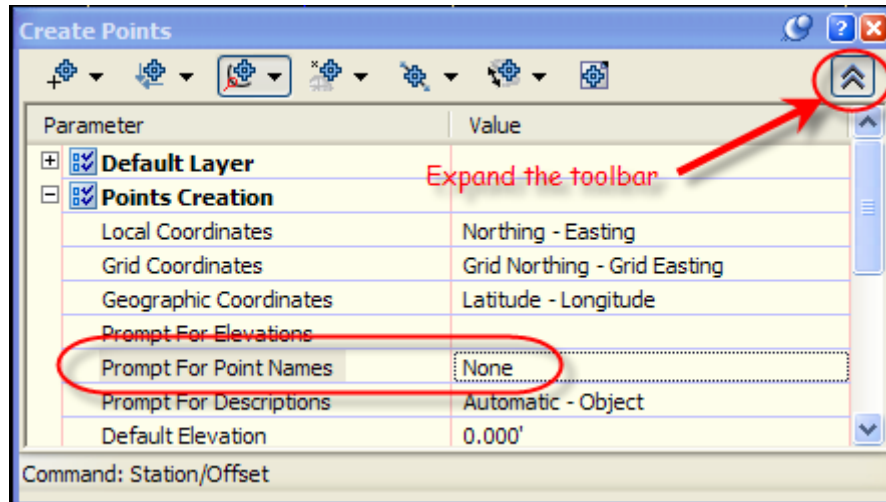 Create Points
Parameter Value
Default Layer
Expand the toolbar
Points Creation
Local Coordinates Northing - Easting
Grid Coordinates Grid Northing - Grid Easting
Geographic Coordinates Latitude - Longitude
Prompt For Elevations
Prompt For Point Names None
Prompt For Descriptions Automatic - Object
Default Elevation 0.000'
Command: Station/Offset